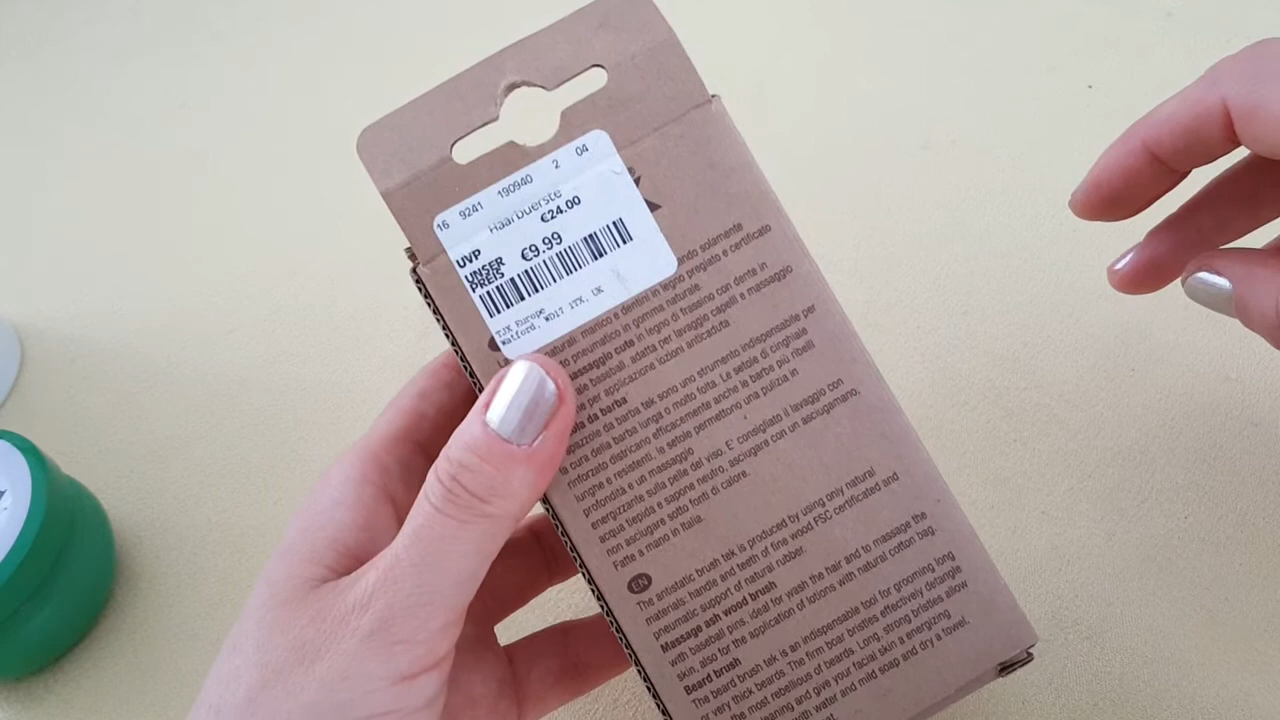 16 9241 190940 2 04
Haarbuerste
UVP €24.00
UNSER
PREIS €9.99
TJX Europe
Watford, WD17 1TX, UK
ando solamente
naturali: manico e dentini in legno pregiato e certificato
to pneumatico in gomma naturale.
assaggio cute in legno di frassino con dente in
ale baseball, adatta per lavaggio capelli e massaggio
e per applicazione lozioni anticaduta
la da barba
pazzole da barba tek sono uno strumento indispensabile per
la cura della barba lunga o molto folta. Le setole di cinghiale
rinforzato districano efficacemente anche le barbe più ribelli
lunghe e resistenti, le setole permettono una pulizia in
profondità e un massaggio
energizzante sulla pelle del viso. E' consigliato il lavaggio con
acqua tiepida e sapone neutro, asciugare con un asciugamano,
non asciugare sotto fonti di calore.
Fatte a mano in Italia.
EN
The antistatic brush tek is produced by using only natural
materials: handle and teeth of fine wood FSC certificated and
pneumatic support of natural rubber.
Massage ash wood brush
with baseball pins, ideal for wash the hair and to massage the
skin, also for the application of lotions with natural cotton bag.
Beard brush
The beard brush tek is an indispensable tool for grooming long
or very thick beards. The firm boar bristles effectively detangle
the most rebellious of beards. Long, strong bristles allow
cleaning and give your facial skin a energizing
with water and mild soap and dry a towel.